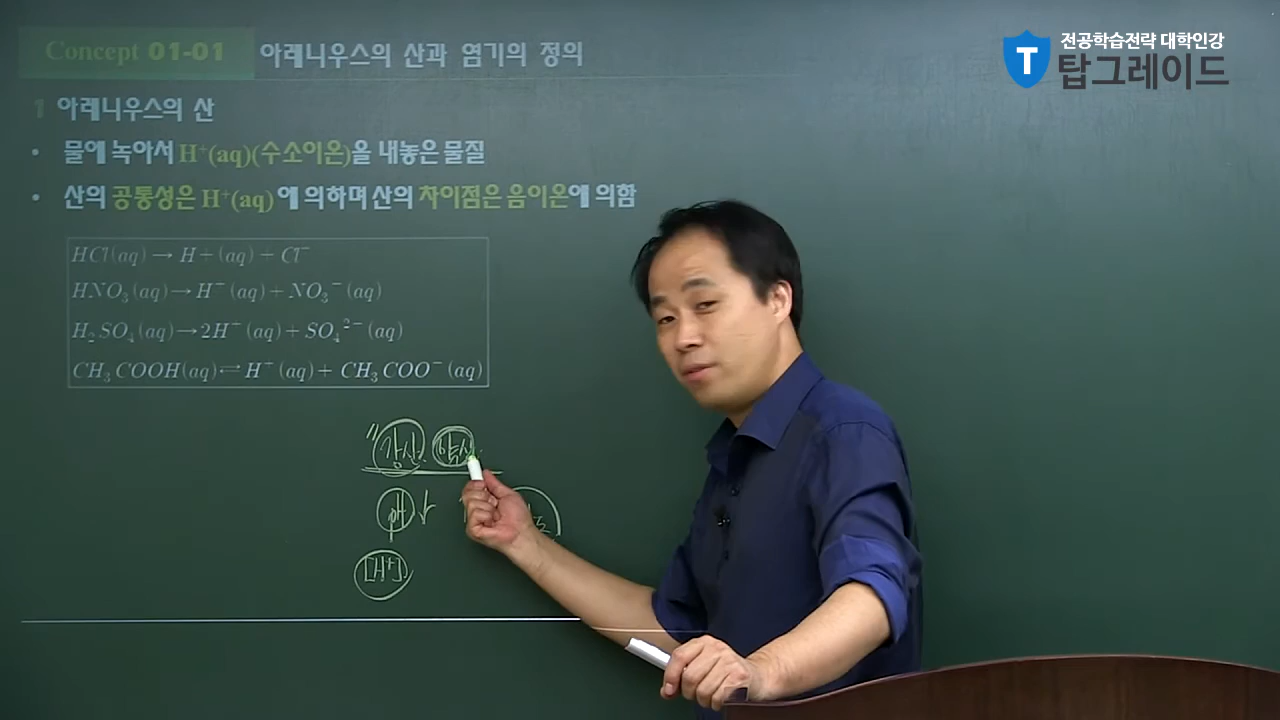 Concept 01-01 아레니우스의 산과 염기의 정의
전공학습전략 대학인강
탑그레이드
1 아레니우스의 산
• 물에 녹아서 H⁺(aq)(수소이온)을 내놓은 물질
• 산의 공통성은 H⁺(aq)에 의하며 산의 차이점은 음이온에 의함
HCl(aq) → H+(aq) + Cl⁻
HNO₃(aq)→H⁻(aq)+NO₃⁻(aq)
H₂SO₄(aq)→2H⁺(aq)+SO₄²⁻(aq)
CH₃COOH(aq)⇌H⁺(aq)+CH₃COO⁻(aq)
"강산. 약산.
pH ↓
[H⁺]